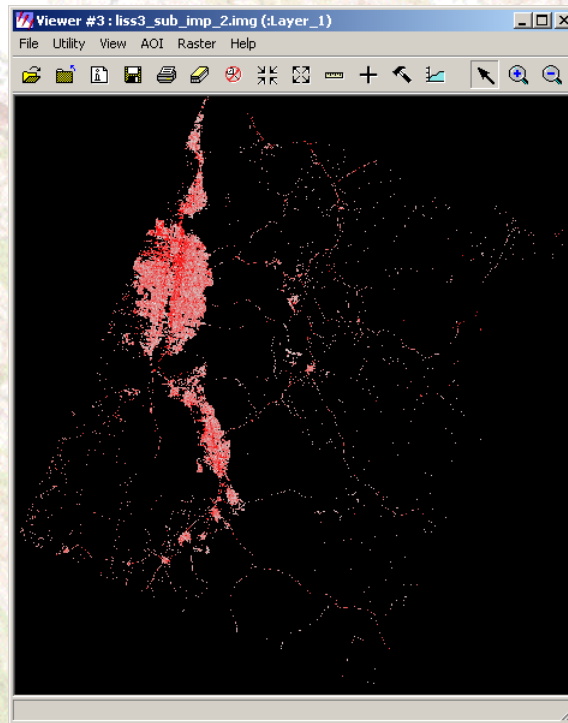 Viewer #3 : liss3_sub_imp_2.img (:Layer_1)
File Utility View AOI Raster Help